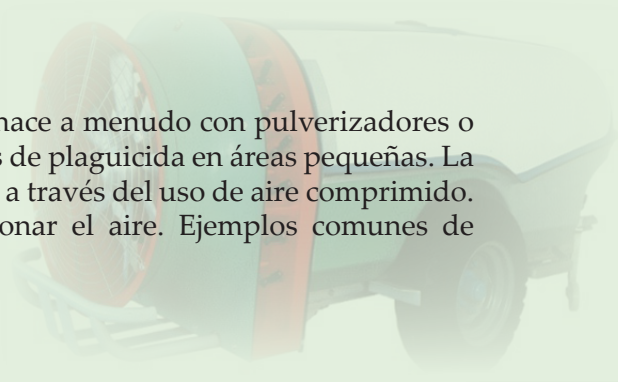 hace a menudo con pulverizadores o
de plaguicida en áreas pequeñas. La
a través del uso de aire comprimido.
onar el aire. Ejemplos comunes de